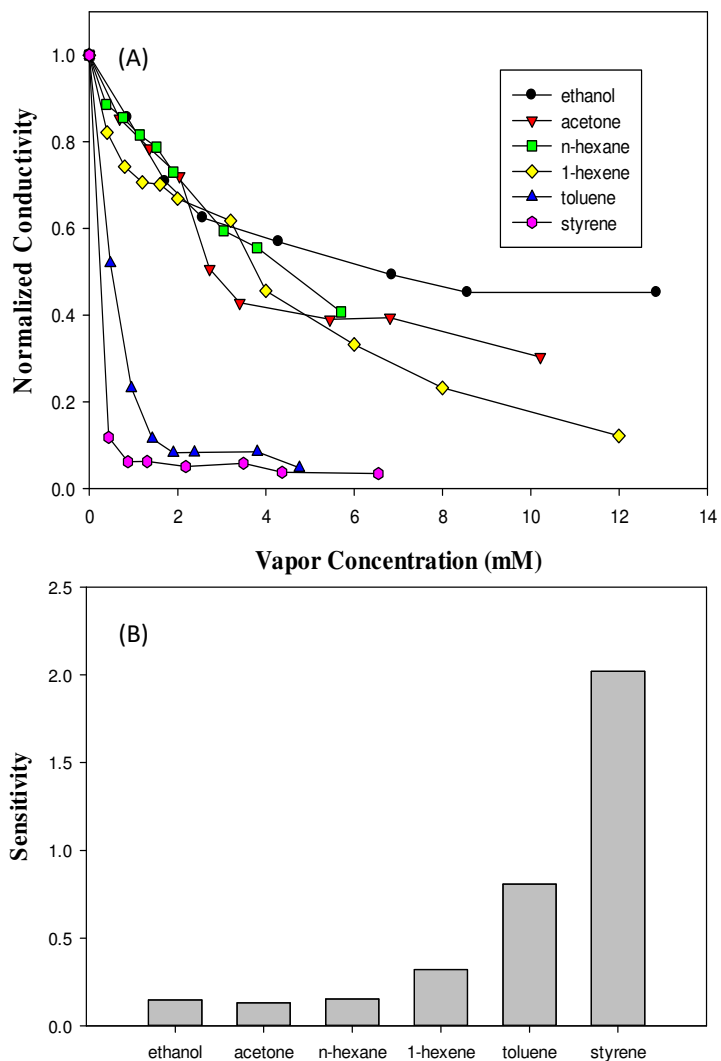 (A)
1.0
0.8
0.6
0.4
0.2
0.0
Normalized Conductivity
ethanol
acetone
n-hexane
1-hexene
toluene
styrene
0 2 4 6 8 10 12 14
Vapor Concentration (mM)
(B)
2.5
2.0
1.5
1.0
0.5
0.0
Sensitivity
ethanol acetone n-hexane 1-hexene toluene styrene